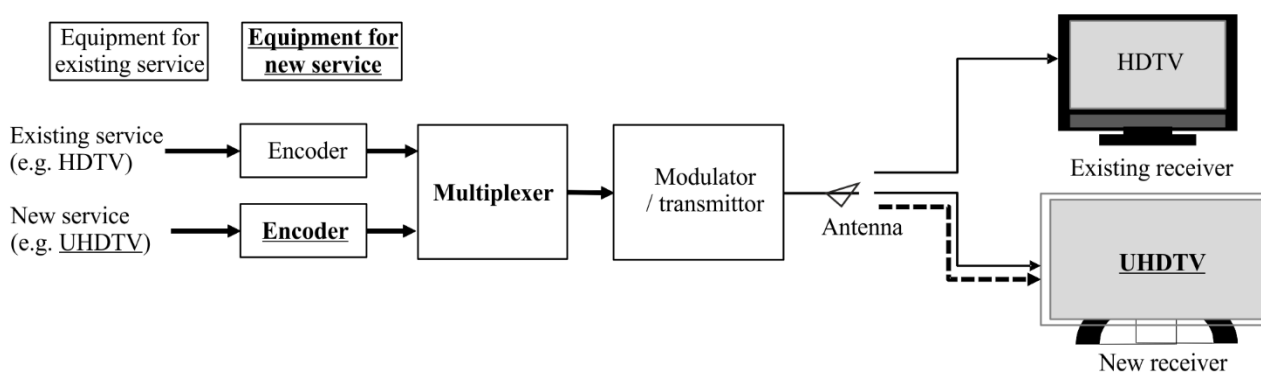 Equipment for
existing service
Equipment for
new service
Existing service
(e.g. HDTV)
Encoder
New service
(e.g. UHDTV)
Encoder
Multiplexer
Modulator
/ transmittor
Antenna
HDTV
Existing receiver
UHDTV
New receiver